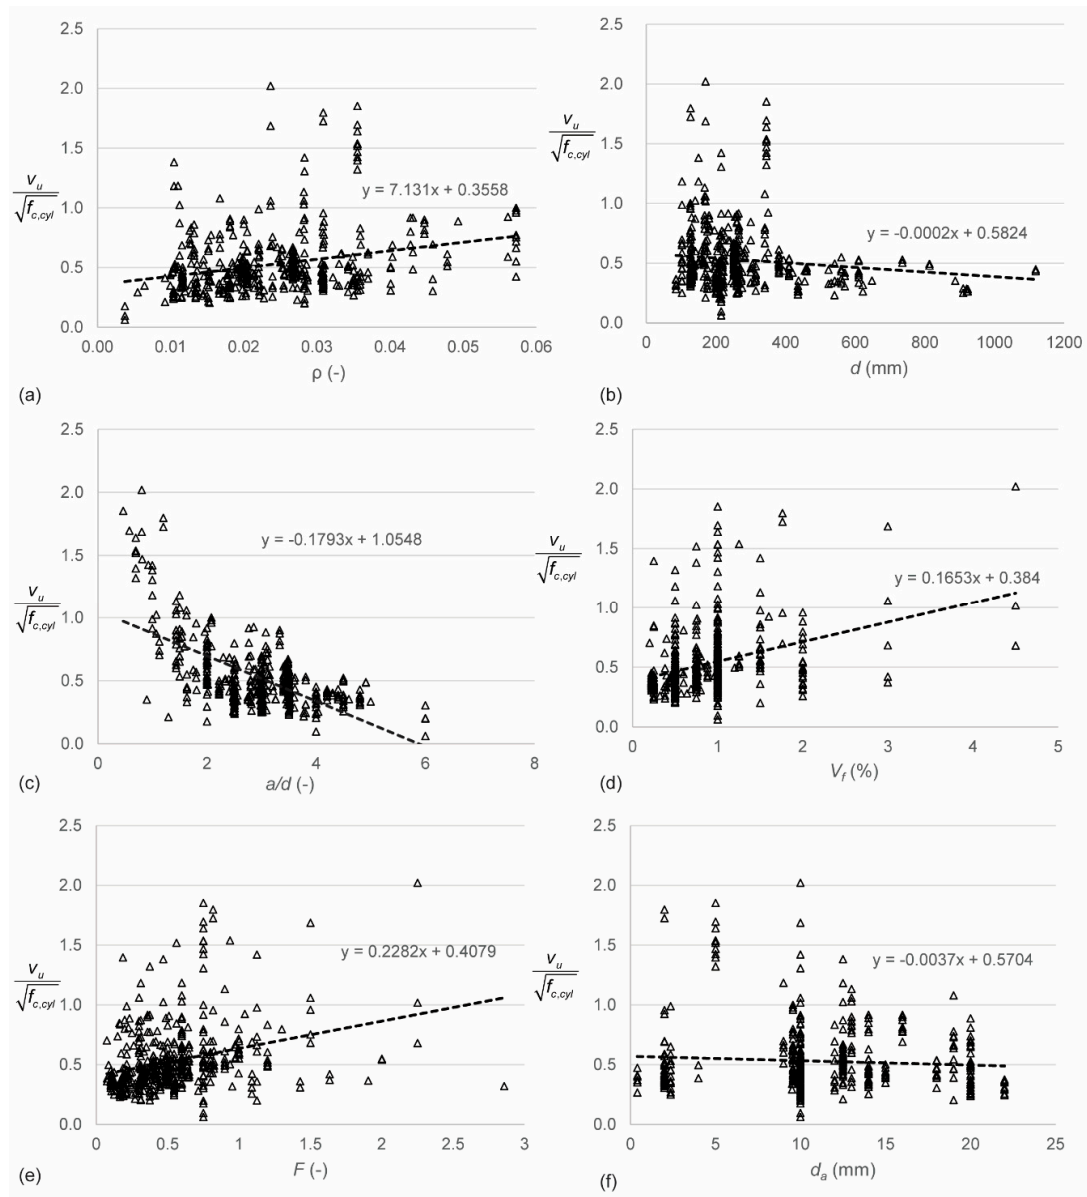 2.5
2.0
1.5
1.0
0.5
0.0
v_u
√f_c,cyl
y = 7.131x + 0.3558
0.00 0.01 0.02 0.03 0.04 0.05 0.06
ρ (-)
(a)
2.5
2.0
1.5
1.0
0.5
0.0
v_u
√f_c,cyl
y = -0.0002x + 0.5824
0 200 400 600 800 1000 1200
d (mm)
(b)
2.5
2.0
1.5
1.0
0.5
0.0
v_u
√f_c,cyl
y = -0.1793x + 1.0548
0 2 4 6 8
a/d (-)
(c)
2.5
2.0
1.5
1.0
0.5
0.0
v_u
√f_c,cyl
y = 0.1653x + 0.384
0 1 2 3 4 5
V_f (%)
(d)
2.5
2.0
1.5
1.0
0.5
0.0
v_u
√f_c,cyl
y = 0.2282x + 0.4079
0 0.5 1 1.5 2 2.5 3
F (-)
(e)
2.5
2.0
1.5
1.0
0.5
0.0
v_u
√f_c,cyl
y = -0.0037x + 0.5704
0 5 10 15 20 25
d_a (mm)
(f)